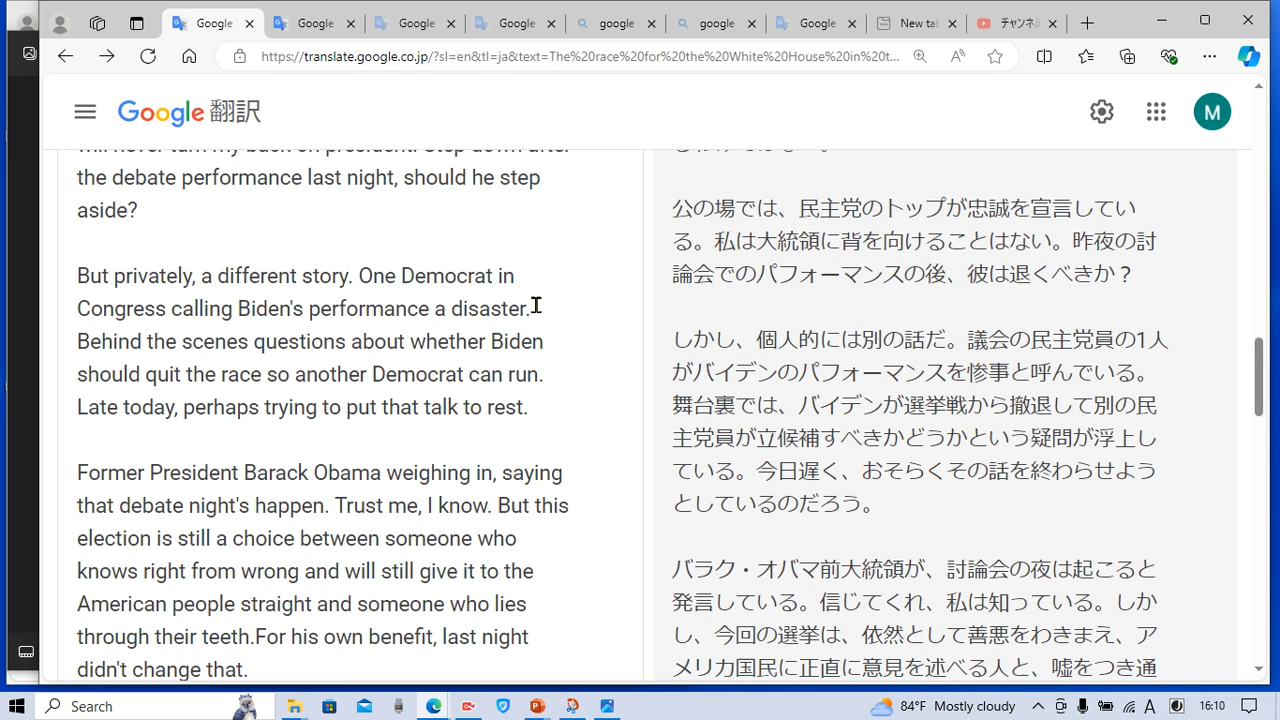 Google
Google
Google
Google
google
google
Google
New tab
チャンネル
https://translate.google.co.jp/?sl=en&tl=ja&text=The%20race%20for%20the%20White%20House%20in%20t...
Google 翻訳
M
will never turn my back on president. Step down after
the debate performance last night, should he step
aside?
But privately, a different story. One Democrat in
Congress calling Biden's performance a disaster.
Behind the scenes questions about whether Biden
should quit the race so another Democrat can run.
Late today, perhaps trying to put that talk to rest.
Former President Barack Obama weighing in, saying
that debate night's happen. Trust me, I know. But this
election is still a choice between someone who
knows right from wrong and will still give it to the
American people straight and someone who lies
through their teeth.For his own benefit, last night
didn't change that.
公の場では、民主党のトップが忠誠を宣言してい
る。私は大統領に背を向けることはない。昨夜の討
論会でのパフォーマンスの後、彼は退くべきか？
しかし、個人的には別の話だ。議会の民主党員の1人
がバイデンのパフォーマンスを惨事と呼んでいる。
舞台裏では、バイデンが選挙戦から撤退して別の民
主党員が立候補すべきかどうかという疑問が浮上し
ている。今日遅く、おそらくその話を終わらせよう
としているのだろう。
バラク・オバマ前大統領が、討論会の夜は起こると
発言している。信じてくれ、私は知っている。しか
し、今回の選挙は、依然として善悪をわきまえ、ア
メリカ国民に正直に意見を述べる人と、嘘をつき通
Search
84°F Mostly cloudy
A
16:10